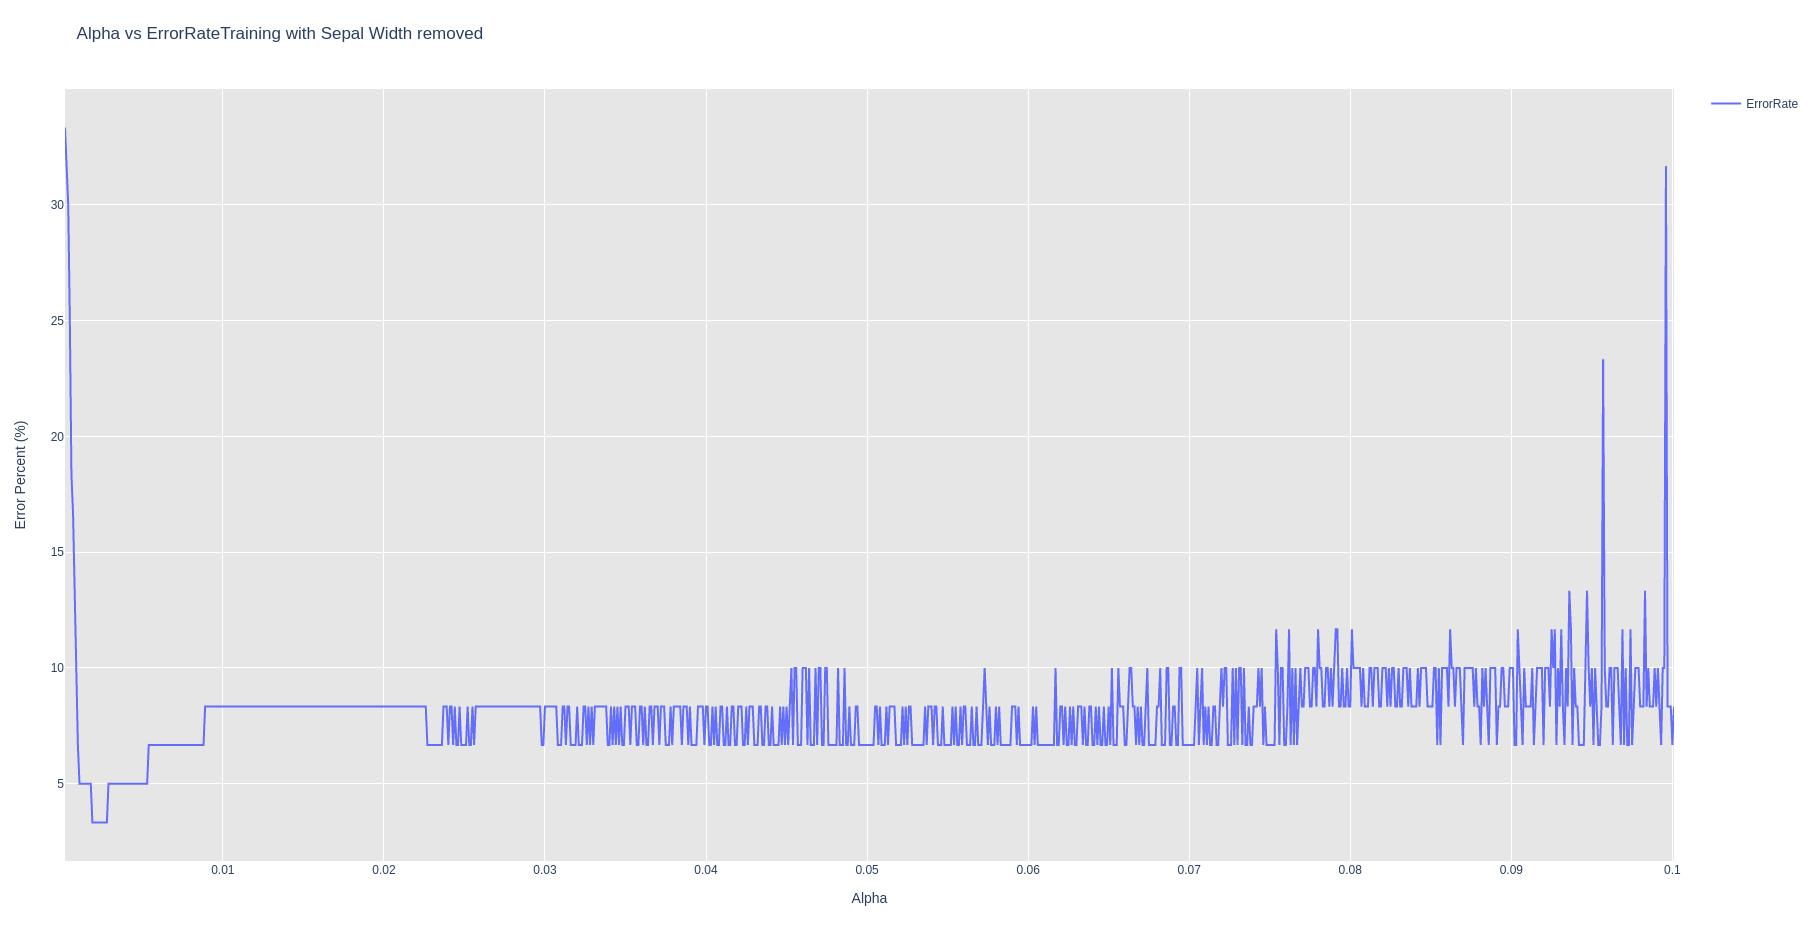 Alpha vs ErrorRateTraining with Sepal Width removed
ErrorRate
30
25
20
15
10
5
Error Percent (%)
0.01 0.02 0.03 0.04 0.05 0.06 0.07 0.08 0.09 0.1
Alpha